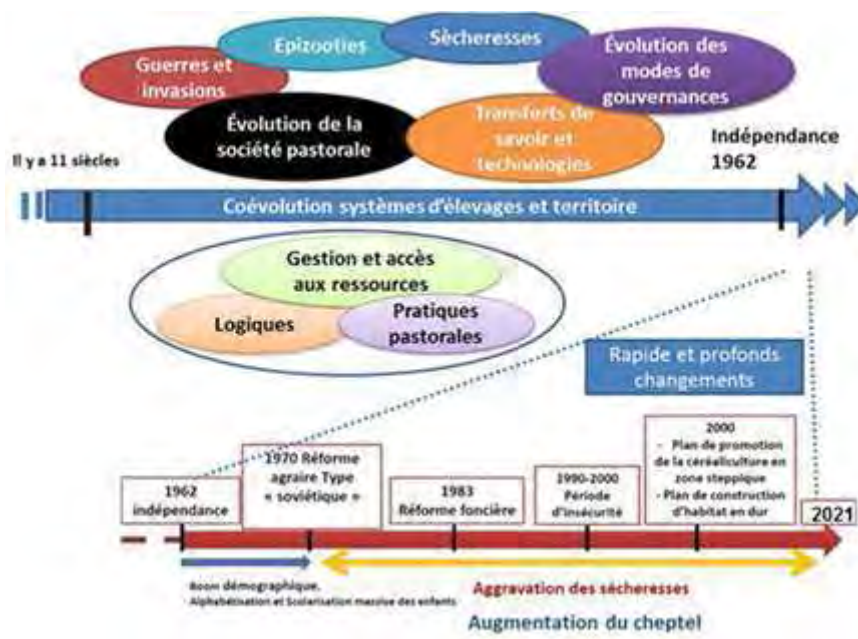 Epizooties
Sècheresses
Guerres et
invasions
Évolution des
modes de
gouvernances
Évolution de la
société pastorale
Transferts de
savoir et
technologies
Il y a 11 siècles
Indépendance
1962
Coévolution systèmes d'élevages et territoire
Gestion et accès
aux ressources
Logiques
Pratiques
pastorales
Rapide et profonds
changements
1962
indépendance
1970 Réforme
agraire Type
« soviétique »
1983
Réforme foncière
1990-2000
Période
d'insécurité
2000
- Plan de promotion
de la céréaliculture en
zone steppique
- Plan de construction
d'habitat en dur
2021
Boom démographique,
Alphabétisation et Scolarisation massive des enfants
Aggravation des sécheresses
Augmentation du cheptel